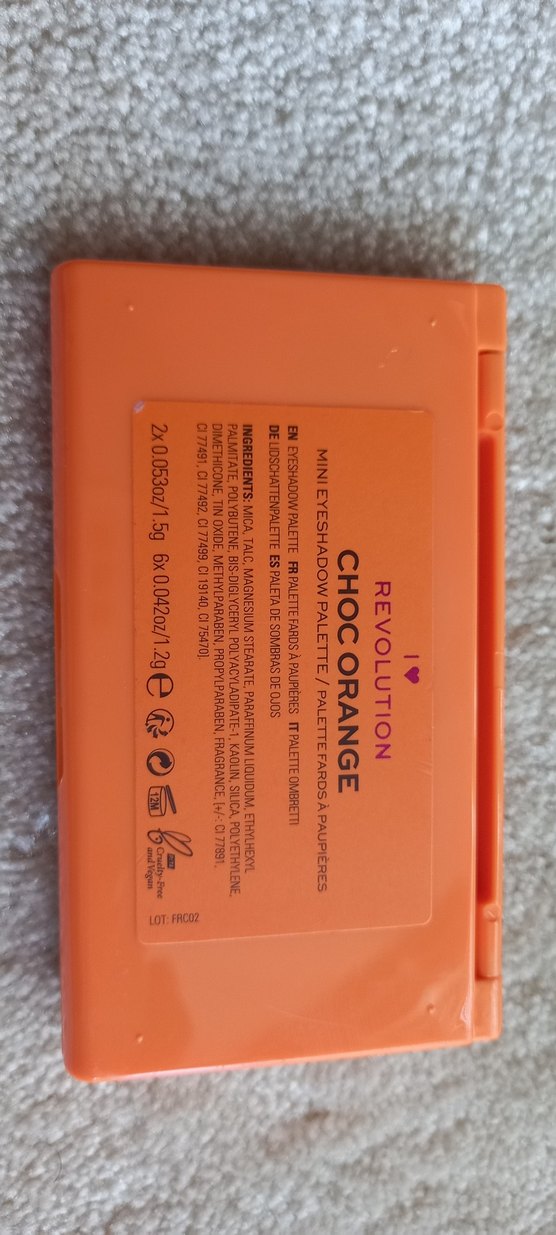 I ♥
REVOLUTION
CHOC ORANGE
MINI EYESHADOW PALETTE / PALETTE FARDS À PAUPIÈRES
EN EYESHADOW PALETTE FR PALETTE FARDS À PAUPIÈRES IT PALETTE OMBRETTI
DE LIDSCHATTENPALETTE ES PALETA DE SOMBRAS DE OJOS
INGREDIENTS: MICA, TALC, MAGNESIUM STEARATE, PARAFFINUM LIQUIDUM, ETHYLHEXYL
PALMITATE, POLYBUTENE, BIS-DIGLYCERYL POLYACYLADIPATE-1, KAOLIN, SILICA, POLYETHYLENE,
DIMETHICONE, TIN OXIDE, METHYLPARABEN, PROPYLPARABEN, FRAGRANCE, [+/-: CI 77891,
CI 77491, CI 77492, CI 77499, CI 19140, CI 75470].
2x 0.053oz/1.5g 6x 0.042oz/1.2g e 12M
PETA
Cruelty-Free
and Vegan
LOT: FRC02